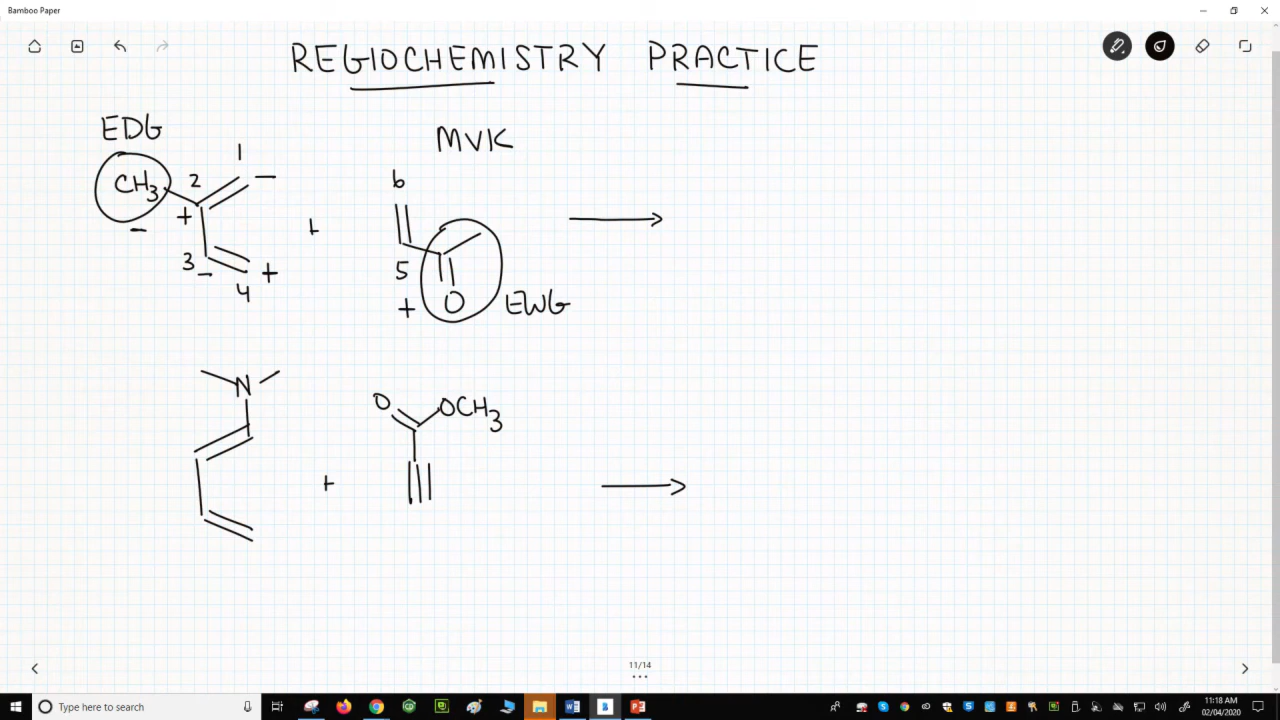 Bamboo Paper
REGIOCHEMISTRY PRACTICE
EDG
MVK
CH3 2 1 −
+
−
3 − 4 +
+
6
5
+
O
EWG
N
O OCH3
+
11/14
Type here to search
11:18 AM
02/04/2020